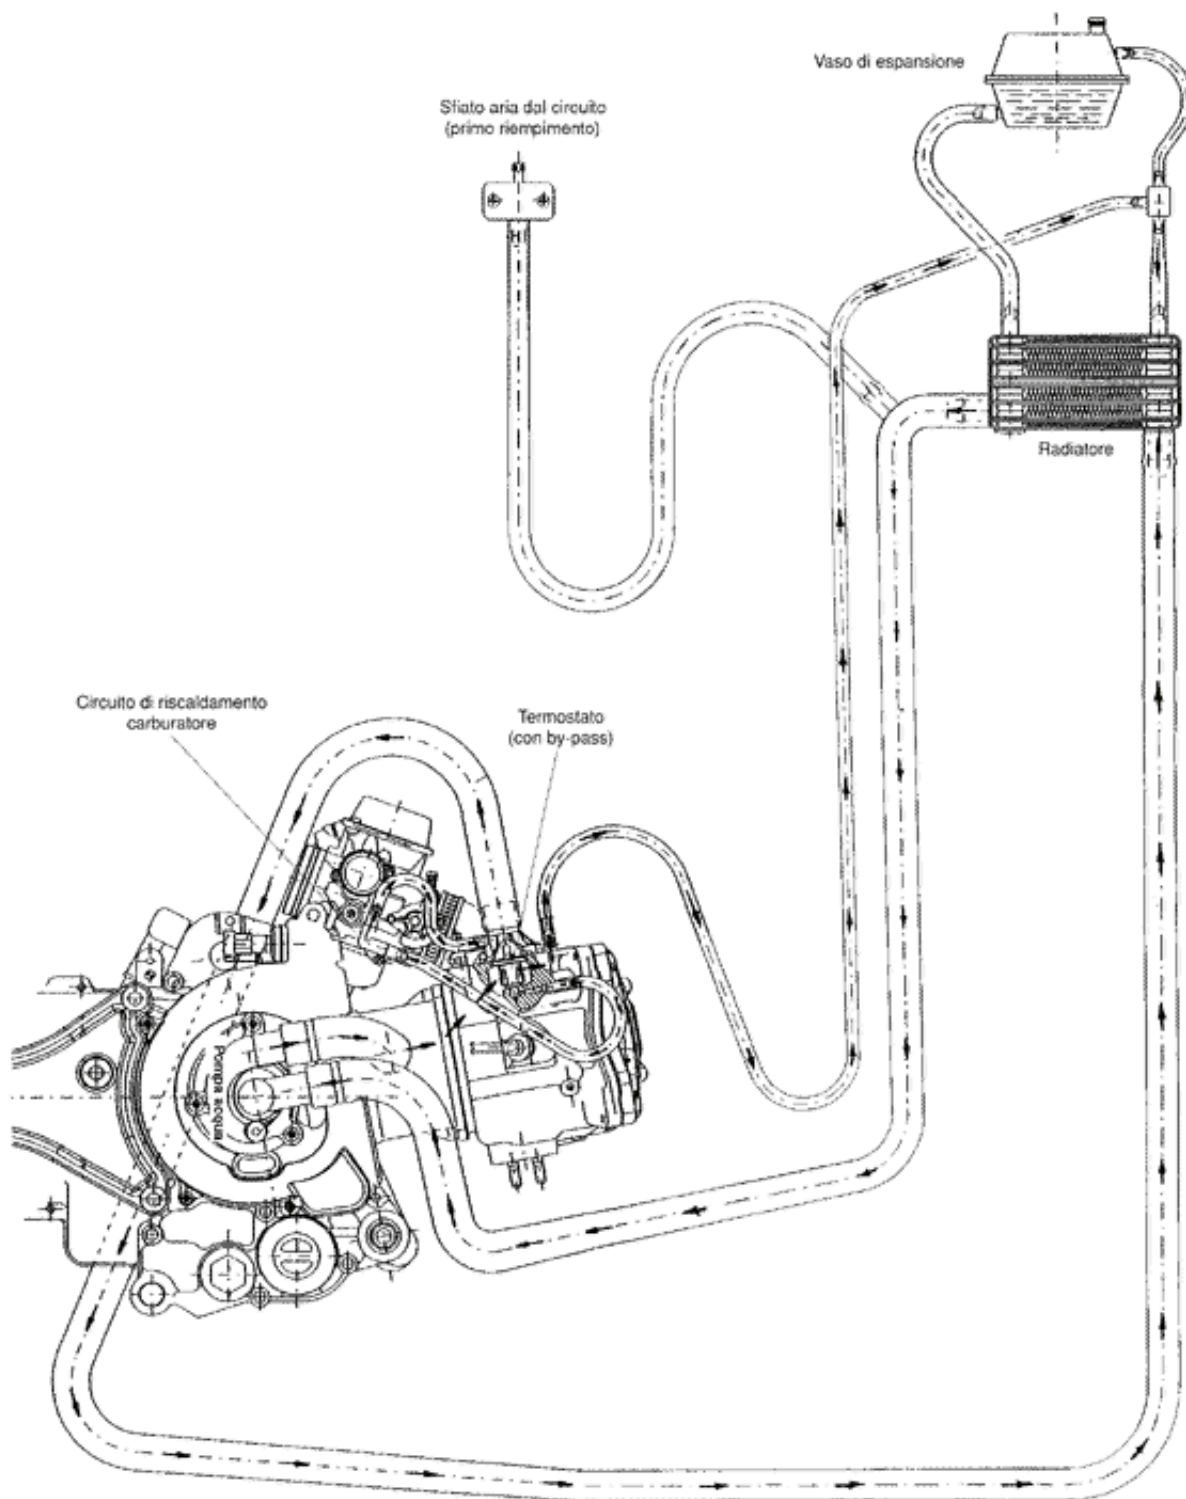 Vaso di espansione
Sfiato aria dal circuito
(primo riempimento)
Radiatore
Circuito di riscaldamento
carburatore
Termostato
(con by-pass)
Pompa acqua